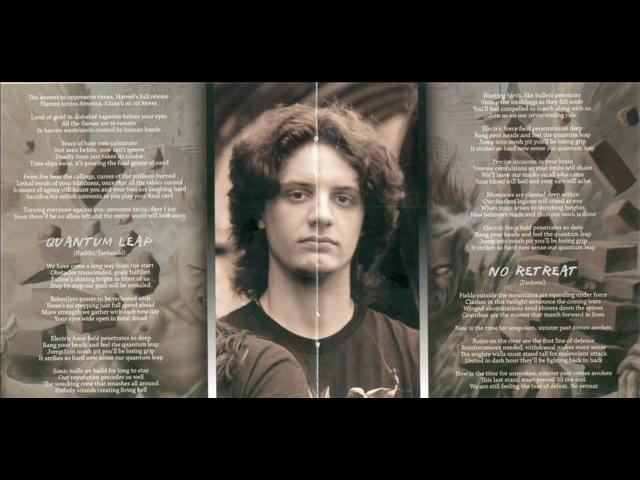 The answer to oppressive times. Hatred's full release
Flames across America. Giant's on its knees
Land of grief in disbelief vaporize before your eyes
All the flames are to remain
In barren wastelands created by human hands
Years of hate now culminate
Not seen before, now can't ignore
Deadly force just takes its course
Time slips away, it's pouring the final grains of sand
From for hear the callings, curses of the millions burned
Lethal result of your blindness, once that all the tables turned
Screams of agony will haunt you and your foes are laughing hard
Sacrifice for selfish interests as you play your final card
Turning everyone against you, awesome tactic, dare I say
Soon there'll be no allies left and the entire world will look away
QUANTUM LEAP
(Radišić/Šarkanski)
We have come a long way from the start
Obstacles transcended, goals fulfilled
Future's shining bright in front of us
Step by step our path will be revealed
Relentless power to be reckoned with
There's no stopping just full speed ahead
More strength we gather with each new day
Your eyes wide open in total dread
Electric force field penetrates so deep
Bang your heads and feel the quantum leap
Jump into mosh pit you'll be losing grip
It strikes so hard now sense our quantum leap
Sonic walls we build for long to stay
Our reputation precedes us well
The wrecking crew that smashes all around
Unholy sounds creating living hell
Blasting forth, like bullets penetrate
Stomp the weaklings as they fall aside
You'll feel compelled to march along with us
Join us on our never-ending ride
Electric force field penetrates so deep
Bang your heads and feel the quantum leap
Jump into mosh pit you'll be losing grip
It strikes so hard now sense our quantum leap
Precise incisions in your brain
Virorous convulsions as your limbs will shake
We'll leave our marks on all who come
Your blood will boil and your ears will ache
Memories are planted deep within
Our fearless legions will stand as one
When voice arises to shrieking heights
New believers made and then our work is done
Electric force field penetrates so deep
Bang your heads and feel the quantum leap
Jump into mosh pit you'll be losing grip
It strikes so hard now sense our quantum leap
NO RETREAT
(Pavlović)
Fields outside the mountains are squealing under force
Clashes in this twilight announce the coming wars
Winged abominations send shivers down the spines
Countless are the masses that march forward in lines
Now is the time for unspoken, sinister past comes awoken
Ruins on the river are the first line of defense
Reinforcement needed, withdrawal makes more sense
The mighty walls must stand tall for malevolent attack
United in dark hour they'll be fighting back to back
Now is the time for unspoken, sinister past comes awoken
This last stand must prevail 'til the end.
We are still feeling the fear of defeat. No retreat